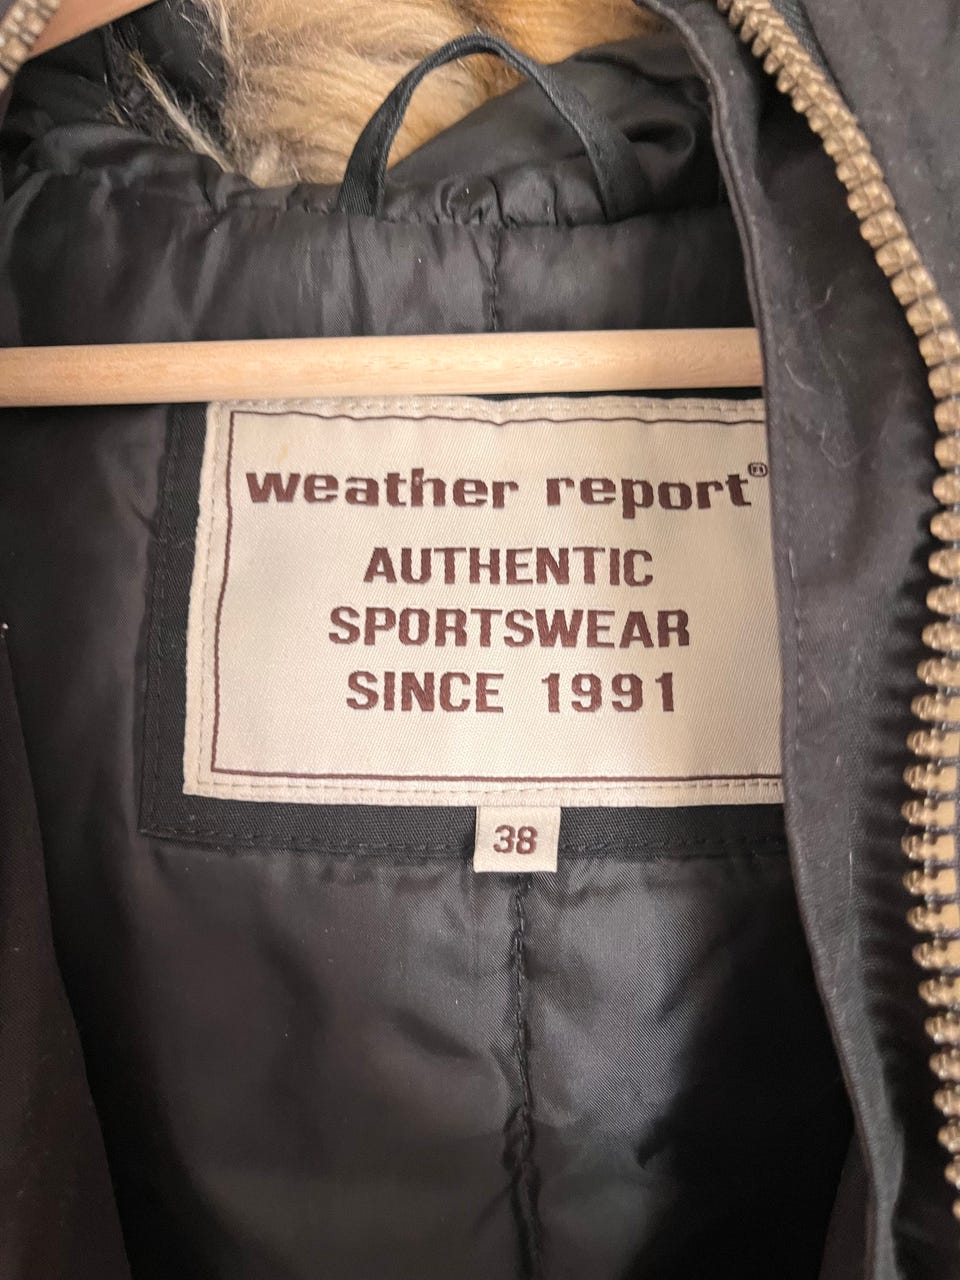 weather report®
AUTHENTIC
SPORTSWEAR
SINCE 1991
38